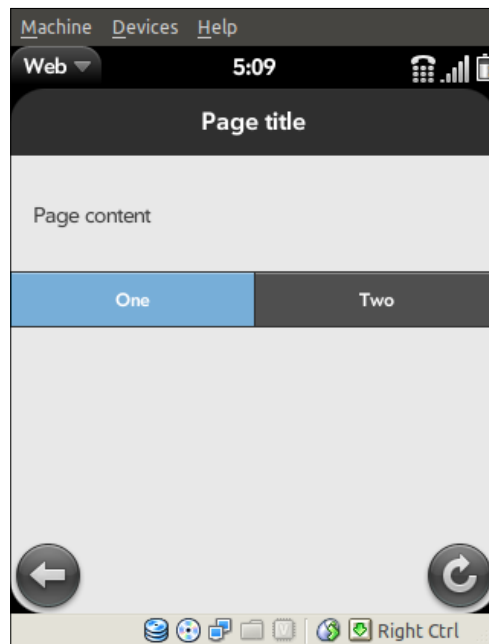 Machine Devices Help
Web 5:09
Page title
Page content
One Two
Right Ctrl